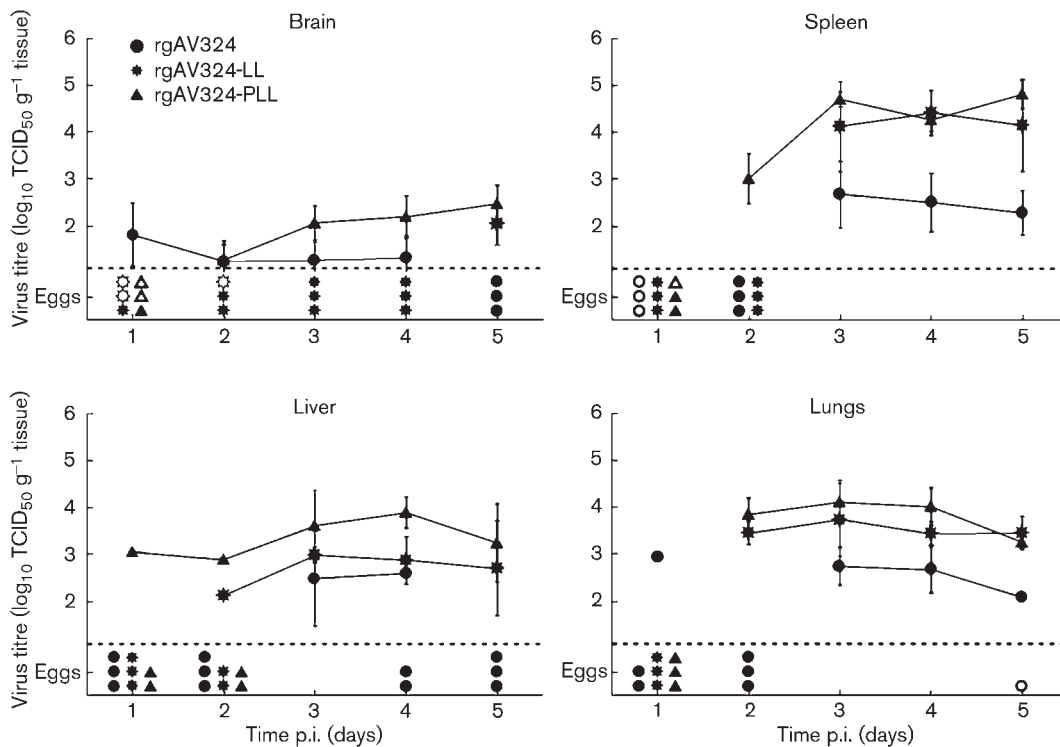 Brain
Virus titre (log10 TCID50 g−1 tissue)
6
5
4
3
2
Eggs
rgAV324
rgAV324-LL
rgAV324-PLL
1 2 3 4 5
Spleen
6
5
4
3
2
Eggs
1 2 3 4 5
Liver
Virus titre (log10 TCID50 g−1 tissue)
6
5
4
3
2
Eggs
1 2 3 4 5
Time p.i. (days)
Lungs
6
5
4
3
2
Eggs
1 2 3 4 5
Time p.i. (days)